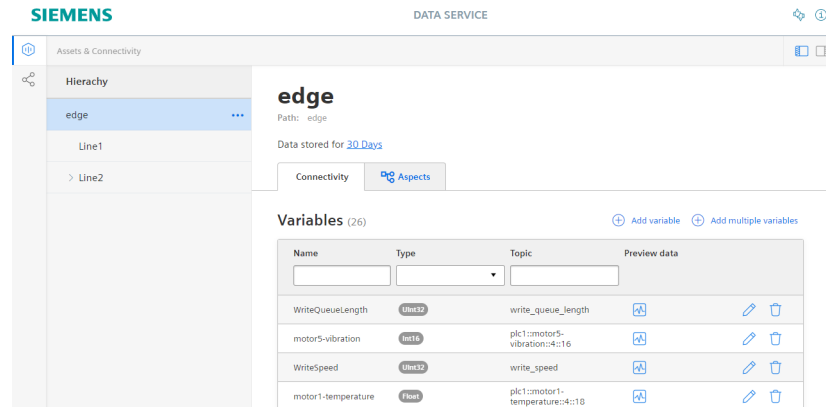 SIEMENS
DATA SERVICE
Assets & Connectivity
Hierachy
edge
Line1
Line2
edge
Path: edge
Data stored for 30 Days
Connectivity
Aspects
Variables (26)
Add variable
Add multiple variables
Name Type Topic Preview data
WriteQueueLength UInt32 write_queue_length
motor5-vibration Int16 plc1::motor5-
vibration::4::16
WriteSpeed UInt32 write_speed
motor1-temperature Float plc1::motor1-
temperature::4::18